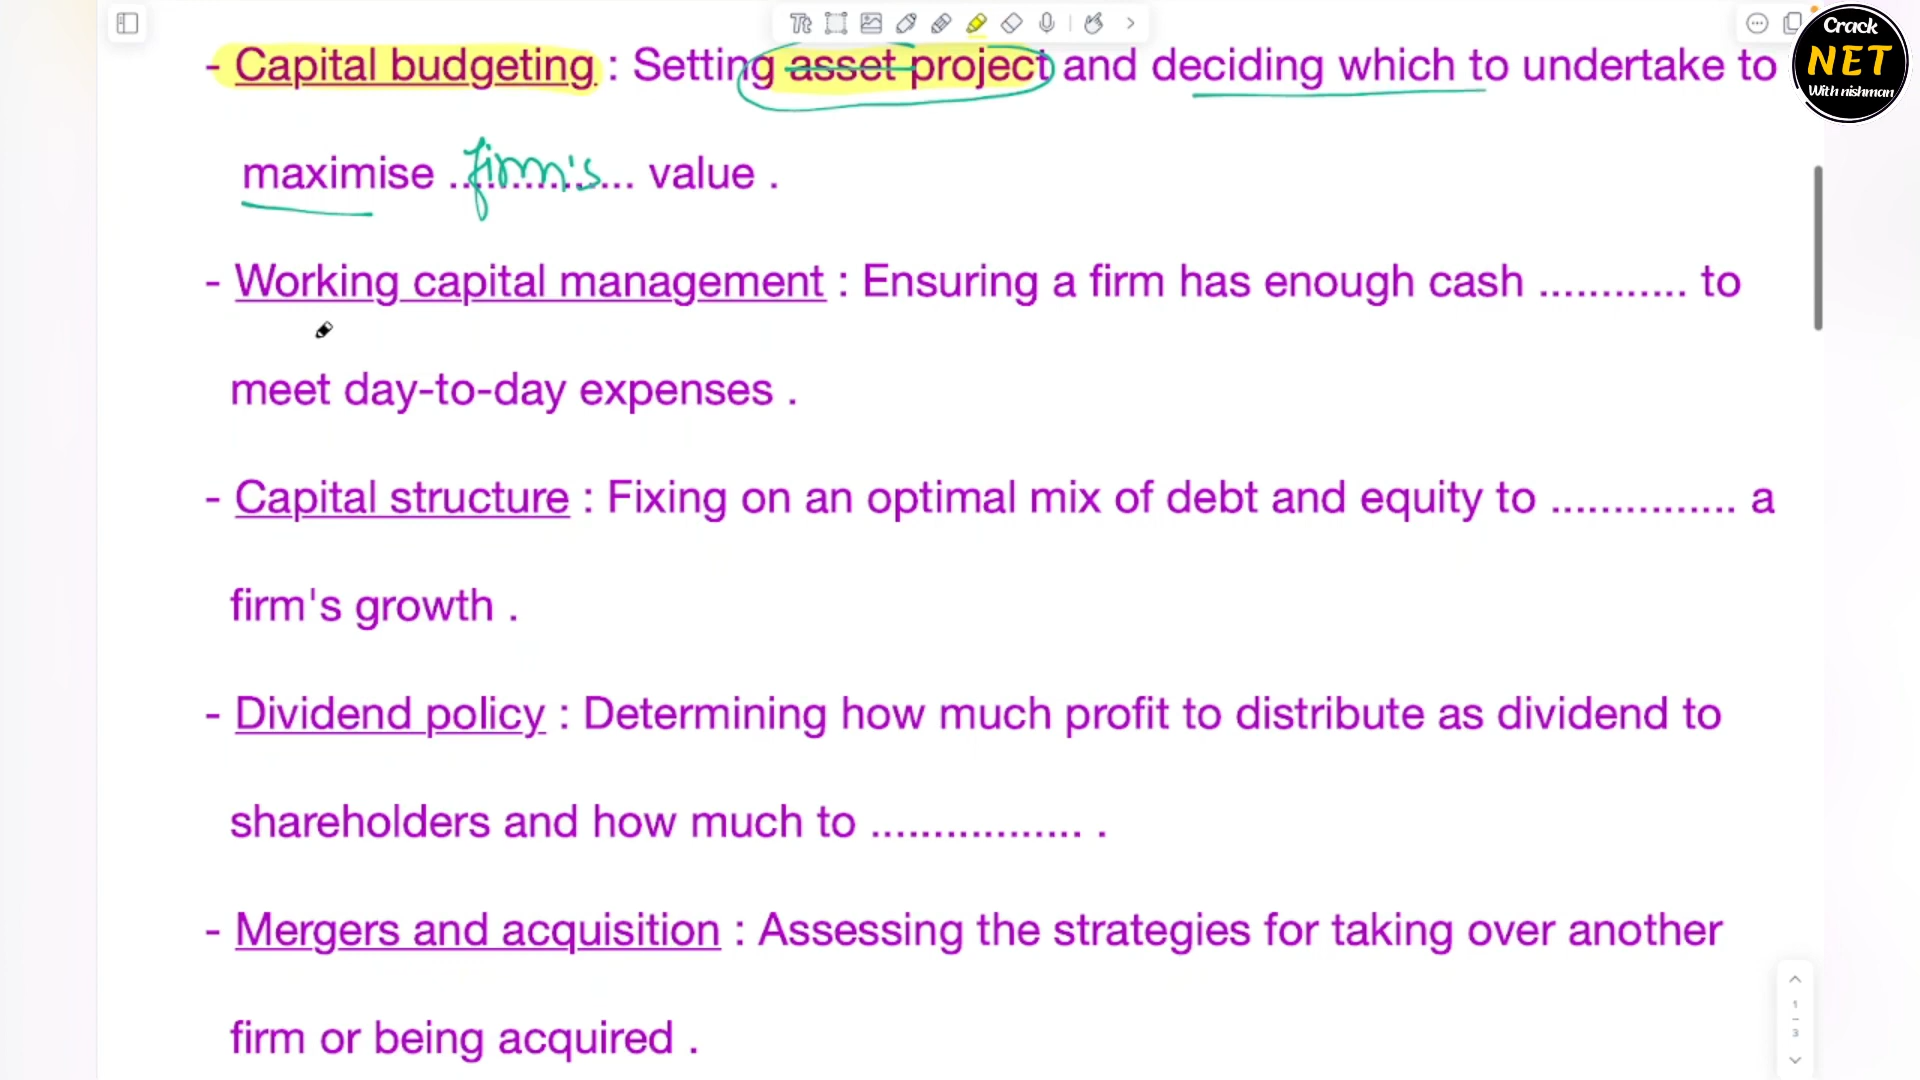 Crack
NET
With nishman
- Capital budgeting : Setting asset project and deciding which to undertake to
maximise ..firm's.. value .
- Working capital management : Ensuring a firm has enough cash ............ to
meet day-to-day expenses .
- Capital structure : Fixing on an optimal mix of debt and equity to ............... a
firm's growth .
- Dividend policy : Determining how much profit to distribute as dividend to
shareholders and how much to ................. .
- Mergers and acquisition : Assessing the strategies for taking over another
firm or being acquired .
1
3